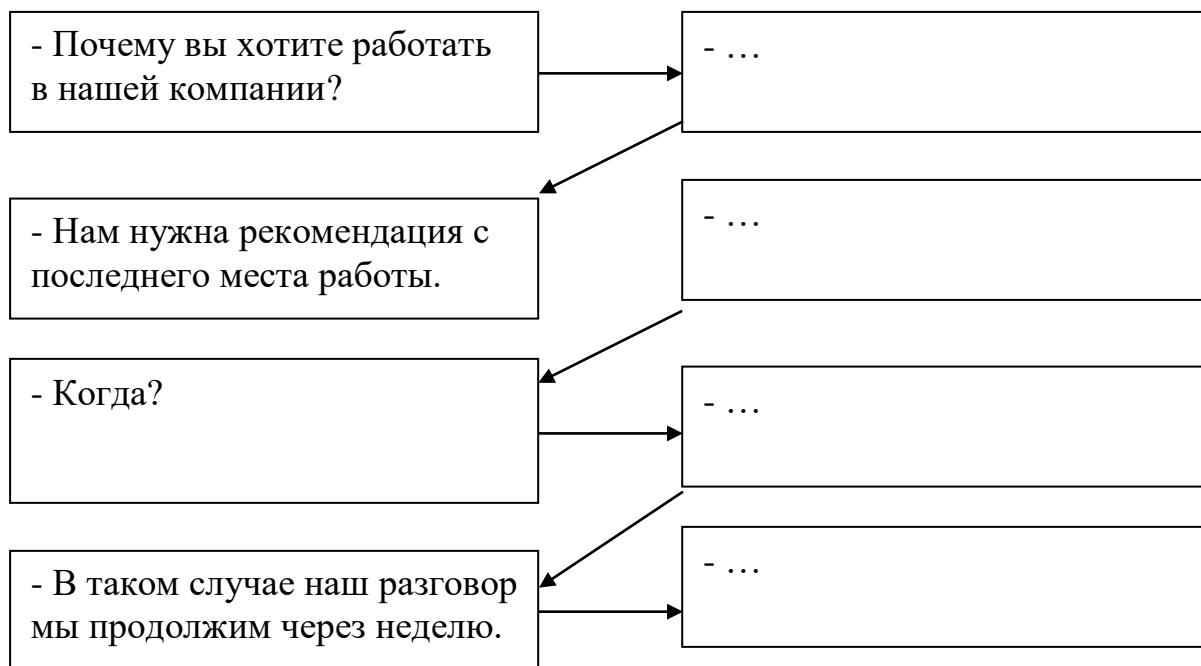 - Почему вы хотите работать
в нашей компании?
- …
- Нам нужна рекомендация с
последнего места работы.
- …
- Когда?
- …
- В таком случае наш разговор
мы продолжим через неделю.
- …